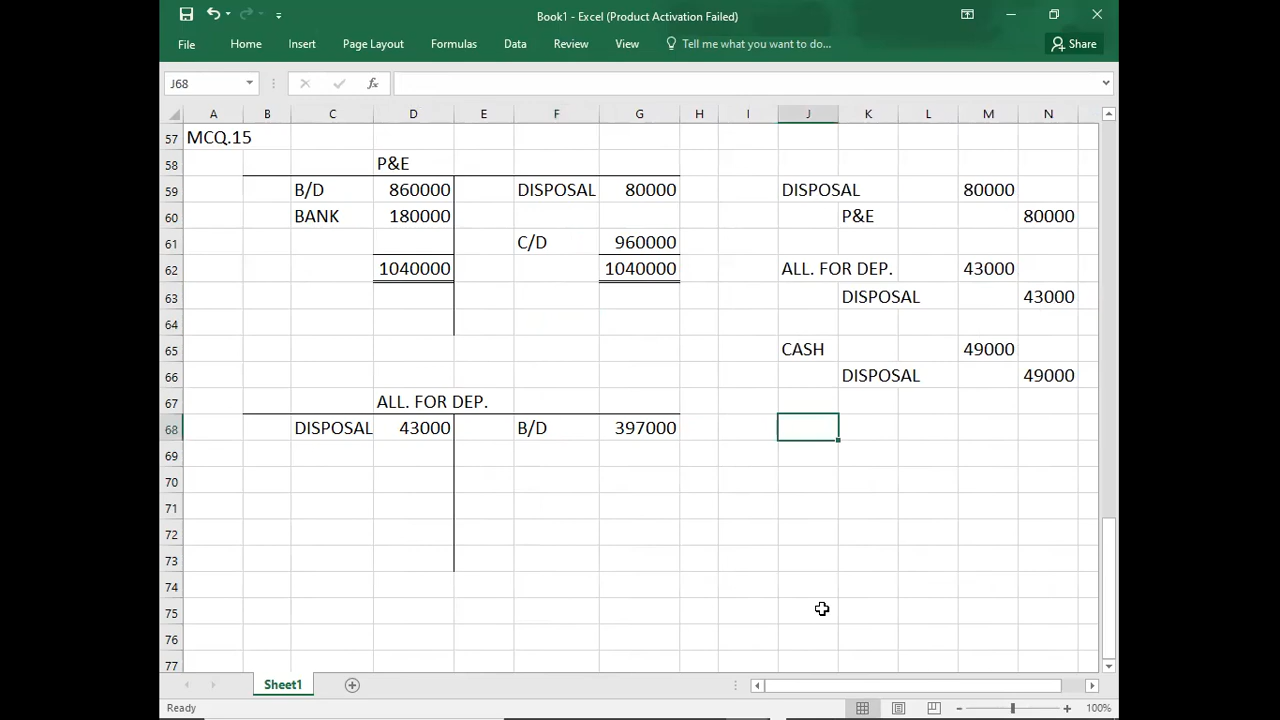 Book1 - Excel (Product Activation Failed)
File Home Insert Page Layout Formulas Data Review View Tell me what you want to do... Share
J68 fx
A B C D E F G H I J K L M N
57 MCQ.15
58 P&E
59 B/D 860000 DISPOSAL 80000 DISPOSAL 80000
60 BANK 180000 P&E 80000
61 C/D 960000
62 1040000 1040000 ALL. FOR DEP. 43000
63 DISPOSAL 43000
64
65 CASH 49000
66 DISPOSAL 49000
67 ALL. FOR DEP.
68 DISPOSAL 43000 B/D 397000
69
70
71
72
73
74
75
76
77
Sheet1
Ready 100%